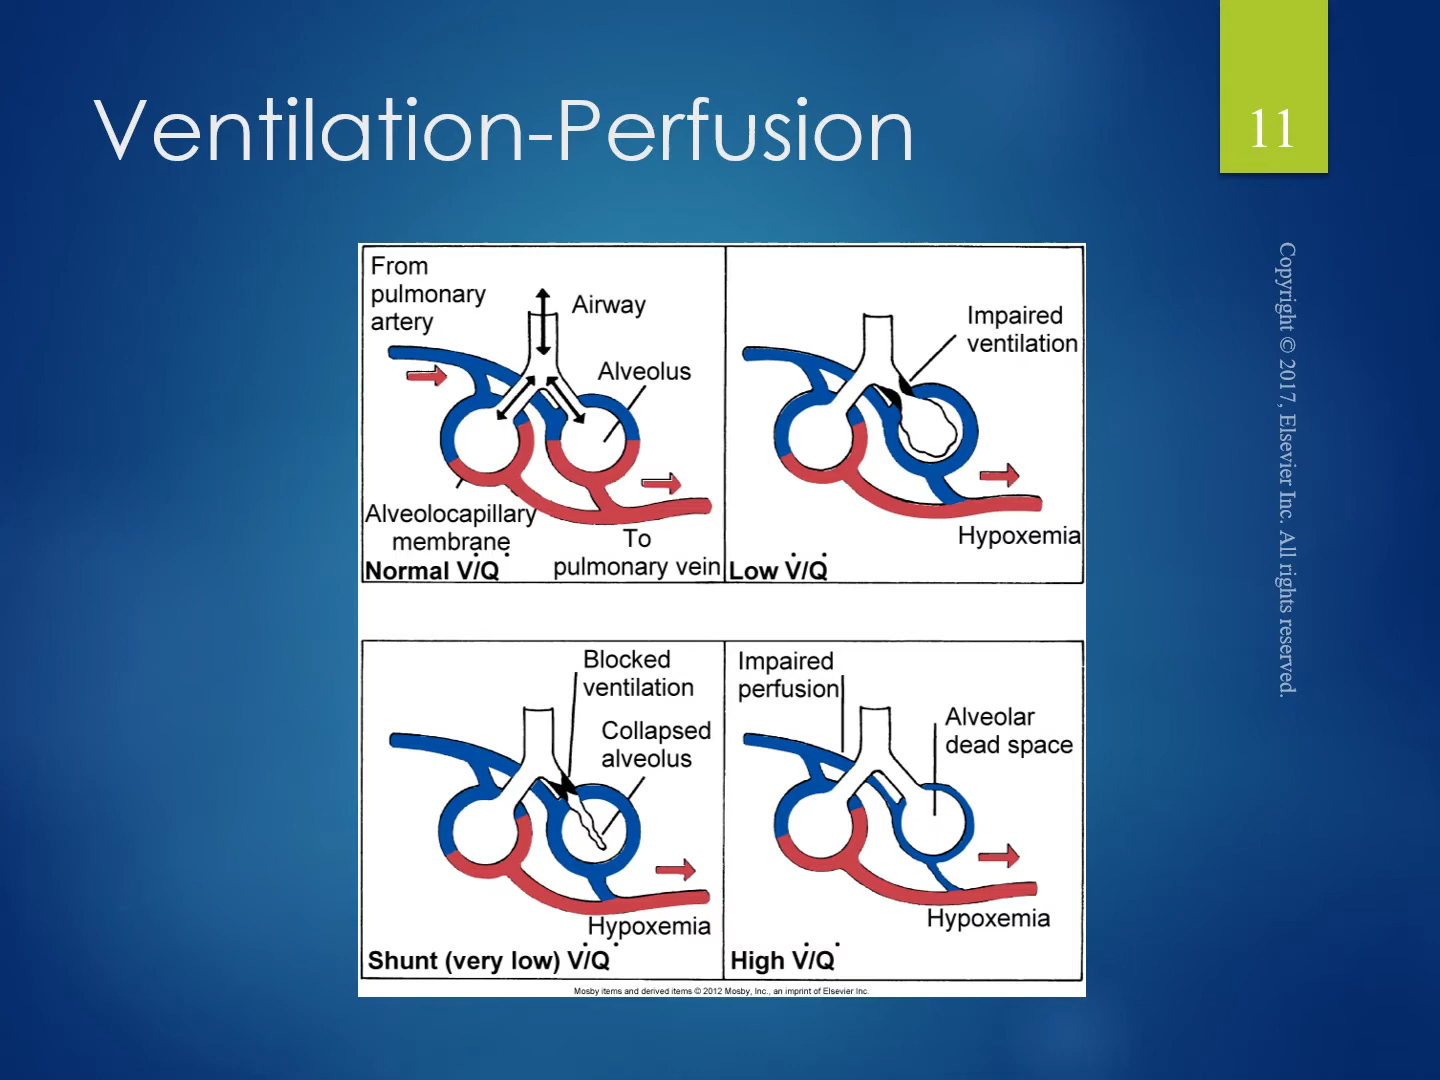 Ventilation-Perfusion
11
Copyright © 2017, Elsevier Inc. All rights reserved.
From
pulmonary
artery
Airway
Alveolus
Alveolocapillary
membrane
To
pulmonary vein
Normal V̇/Q̇
Impaired
ventilation
Hypoxemia
Low V̇/Q̇
Blocked
ventilation
Collapsed
alveolus
Hypoxemia
Shunt (very low) V̇/Q̇
Impaired
perfusion
Alveolar
dead space
Hypoxemia
High V̇/Q̇
Mosby items and derived items © 2012 Mosby, Inc., an imprint of Elsevier Inc.